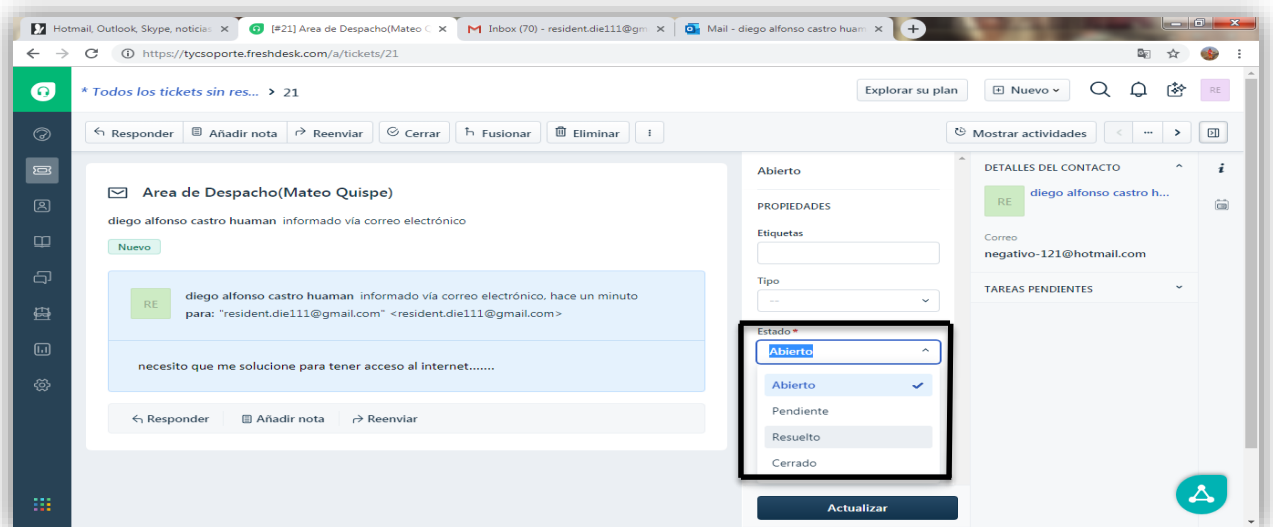 Hotmail, Outlook, Skype, noticias
[#21] Area de Despacho(Mateo Q
Inbox (70) - resident.die111@gm
Mail - diego alfonso castro huam
https://tycsoporte.freshdesk.com/a/tickets/21
* Todos los tickets sin res... > 21
Explorar su plan
Nuevo
RE
Responder
Añadir nota
Reenviar
Cerrar
Fusionar
Eliminar
Mostrar actividades
Area de Despacho(Mateo Quispe)
diego alfonso castro huaman informado vía correo electrónico
Nuevo
RE
diego alfonso castro huaman informado vía correo electrónico, hace un minuto
para: "resident.die111@gmail.com" <resident.die111@gmail.com>
necesito que me solucione para tener acceso al internet.......
Responder
Añadir nota
Reenviar
Abierto
PROPIEDADES
Etiquetas
Tipo
--
Estado *
Abierto
Abierto
Pendiente
Resuelto
Cerrado
Actualizar
DETALLES DEL CONTACTO
RE
diego alfonso castro h...
Correo
negativo-121@hotmail.com
TAREAS PENDIENTES